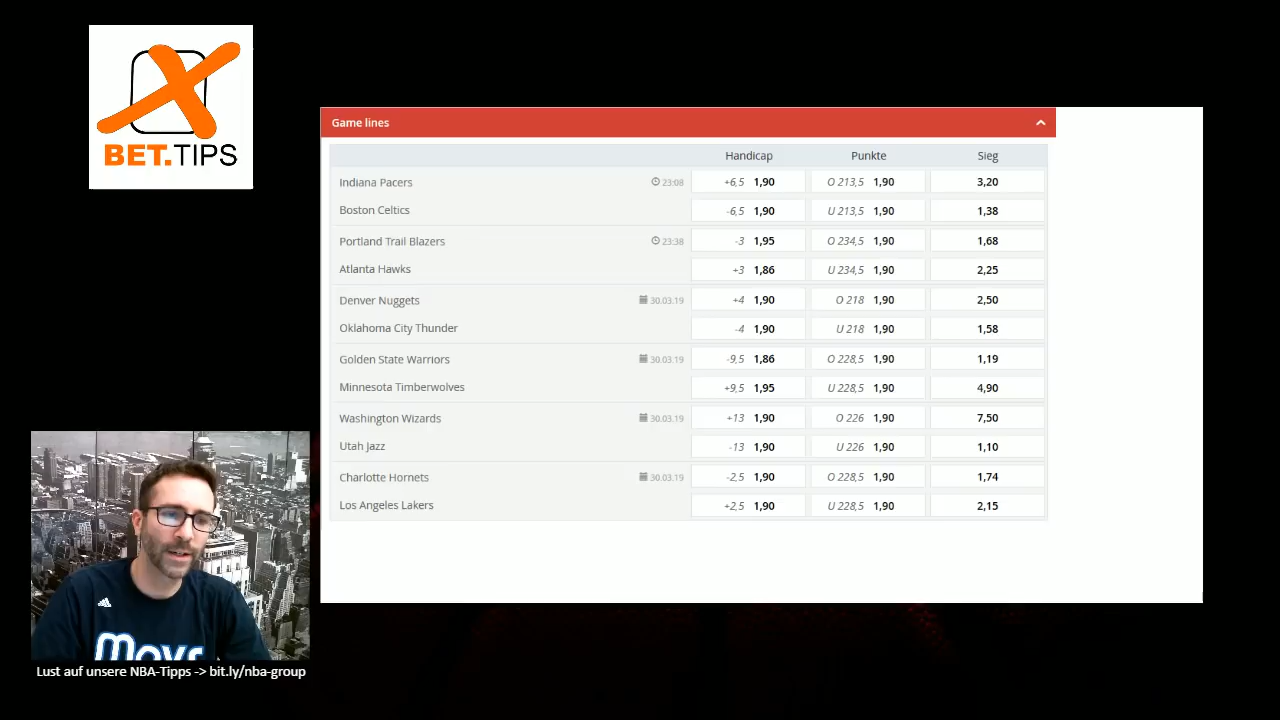 BET.TIPS
Game lines
Handicap Punkte Sieg
Indiana Pacers 23:08 +6,5 1,90 O 213,5 1,90 3,20
Boston Celtics -6,5 1,90 U 213,5 1,90 1,38
Portland Trail Blazers 23:38 -3 1,95 O 234,5 1,90 1,68
Atlanta Hawks +3 1,86 U 234,5 1,90 2,25
Denver Nuggets 30.03.19 +4 1,90 O 218 1,90 2,50
Oklahoma City Thunder -4 1,90 U 218 1,90 1,58
Golden State Warriors 30.03.19 -9,5 1,86 O 228,5 1,90 1,19
Minnesota Timberwolves +9,5 1,95 U 228,5 1,90 4,90
Washington Wizards 30.03.19 +13 1,90 O 226 1,90 7,50
Utah Jazz -13 1,90 U 226 1,90 1,10
Charlotte Hornets 30.03.19 -2,5 1,90 O 228,5 1,90 1,74
Los Angeles Lakers +2,5 1,90 U 228,5 1,90 2,15
Mavs
Lust auf unsere NBA-Tipps -> bit.ly/nba-group